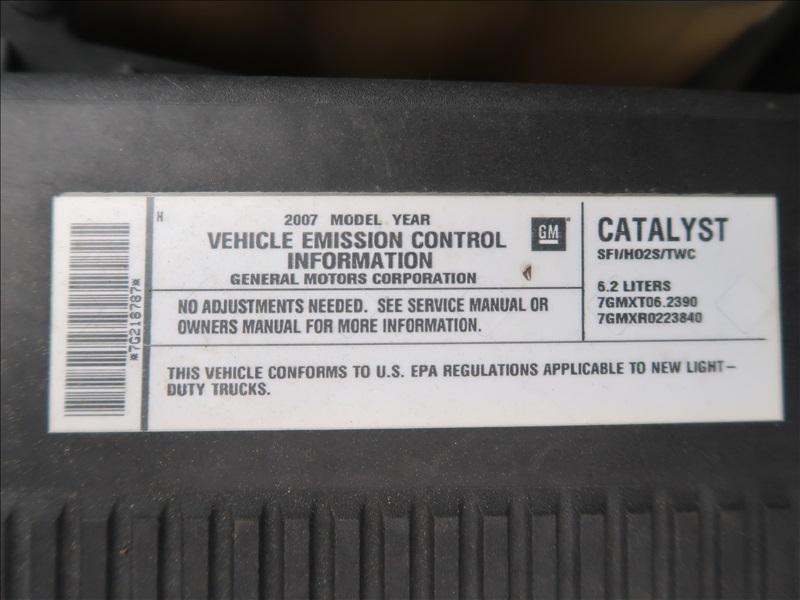 *7G218787*
H
2007 MODEL YEAR
VEHICLE EMISSION CONTROL
INFORMATION
GENERAL MOTORS CORPORATION
GM
NO ADJUSTMENTS NEEDED. SEE SERVICE MANUAL OR
OWNERS MANUAL FOR MORE INFORMATION.
CATALYST
SFI/HO2S/TWC
6.2 LITERS
7GMXT06.2390
7GMXR0223840
THIS VEHICLE CONFORMS TO U.S. EPA REGULATIONS APPLICABLE TO NEW LIGHT-
DUTY TRUCKS.